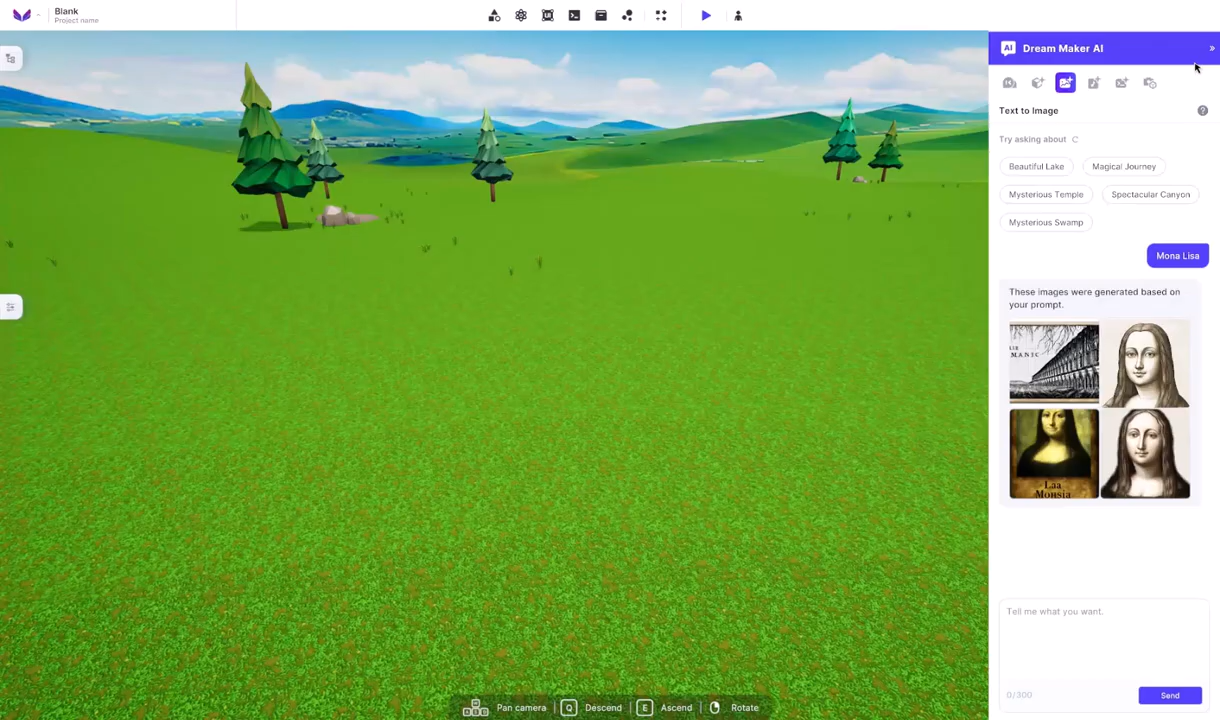 Blank
Project name
AI Dream Maker AI »
Text to Image
?
Try asking about
Beautiful Lake
Magical Journey
Mysterious Temple
Spectacular Canyon
Mysterious Swamp
Mona Lisa
These images were generated based on
your prompt.
MANIC
Laa
Monsia
Tell me what you want.
0/300
Send
Pan camera
Q Descend
E Ascend
Rotate